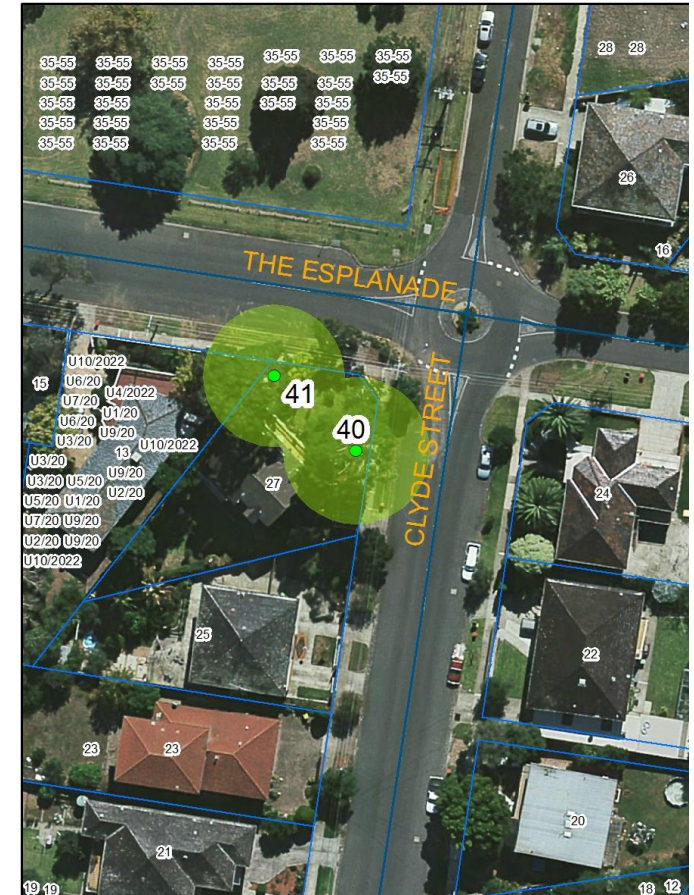 35-55 35-55 35-55 35-55 35-55 35-55 35-55
35-55 35-55 35-55 35-55 35-55 35-55 35-55
35-55 35-55 35-55 35-55 35-55
35-55 35-55 35-55 35-55
35-55 35-55 35-55 35-55
28 28
26
16
THE ESPLANADE
CLYDE STREET
41
40
15
U10/2022
U6/20
U7/20 U4/2022
U6/20 U1/20
U3/20 U9/20
13 U10/2022
U3/20
U3/20 U5/20 U9/20
U5/20 U1/20 U2/20
U7/20 U9/20
U2/20 U9/20
U10/2022
27
24
25
22
23 23
20
21
19 19
18 12